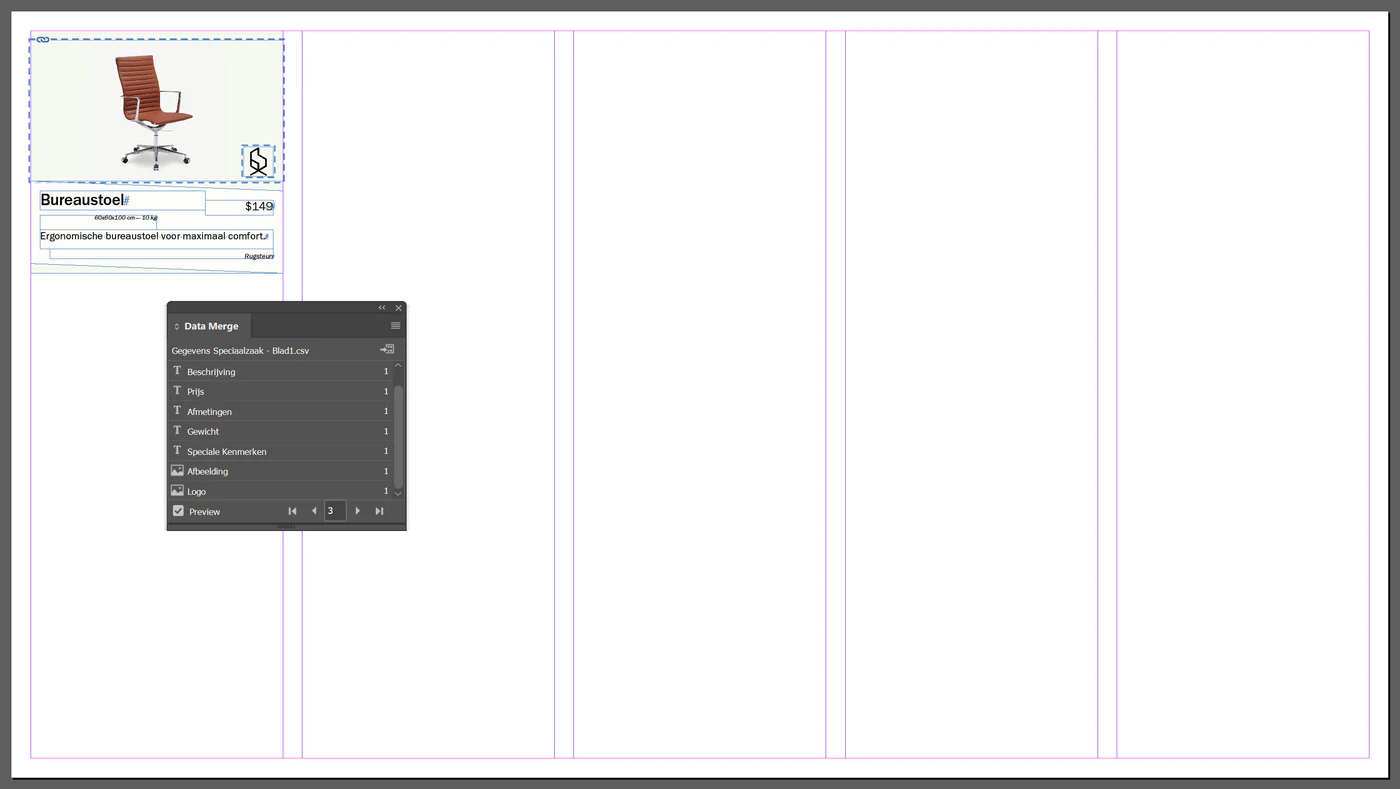 Bureaustoel#
$149
60x60x100 cm – 10 kg
Ergonomische bureaustoel voor maximaal comfort.#
Rugsteun
Data Merge
Gegevens Speciaalzaak - Blad1.csv
Beschrijving 1
Prijs 1
Afmetingen 1
Gewicht 1
Speciale Kenmerken 1
Afbeelding 1
Logo 1
Preview 3